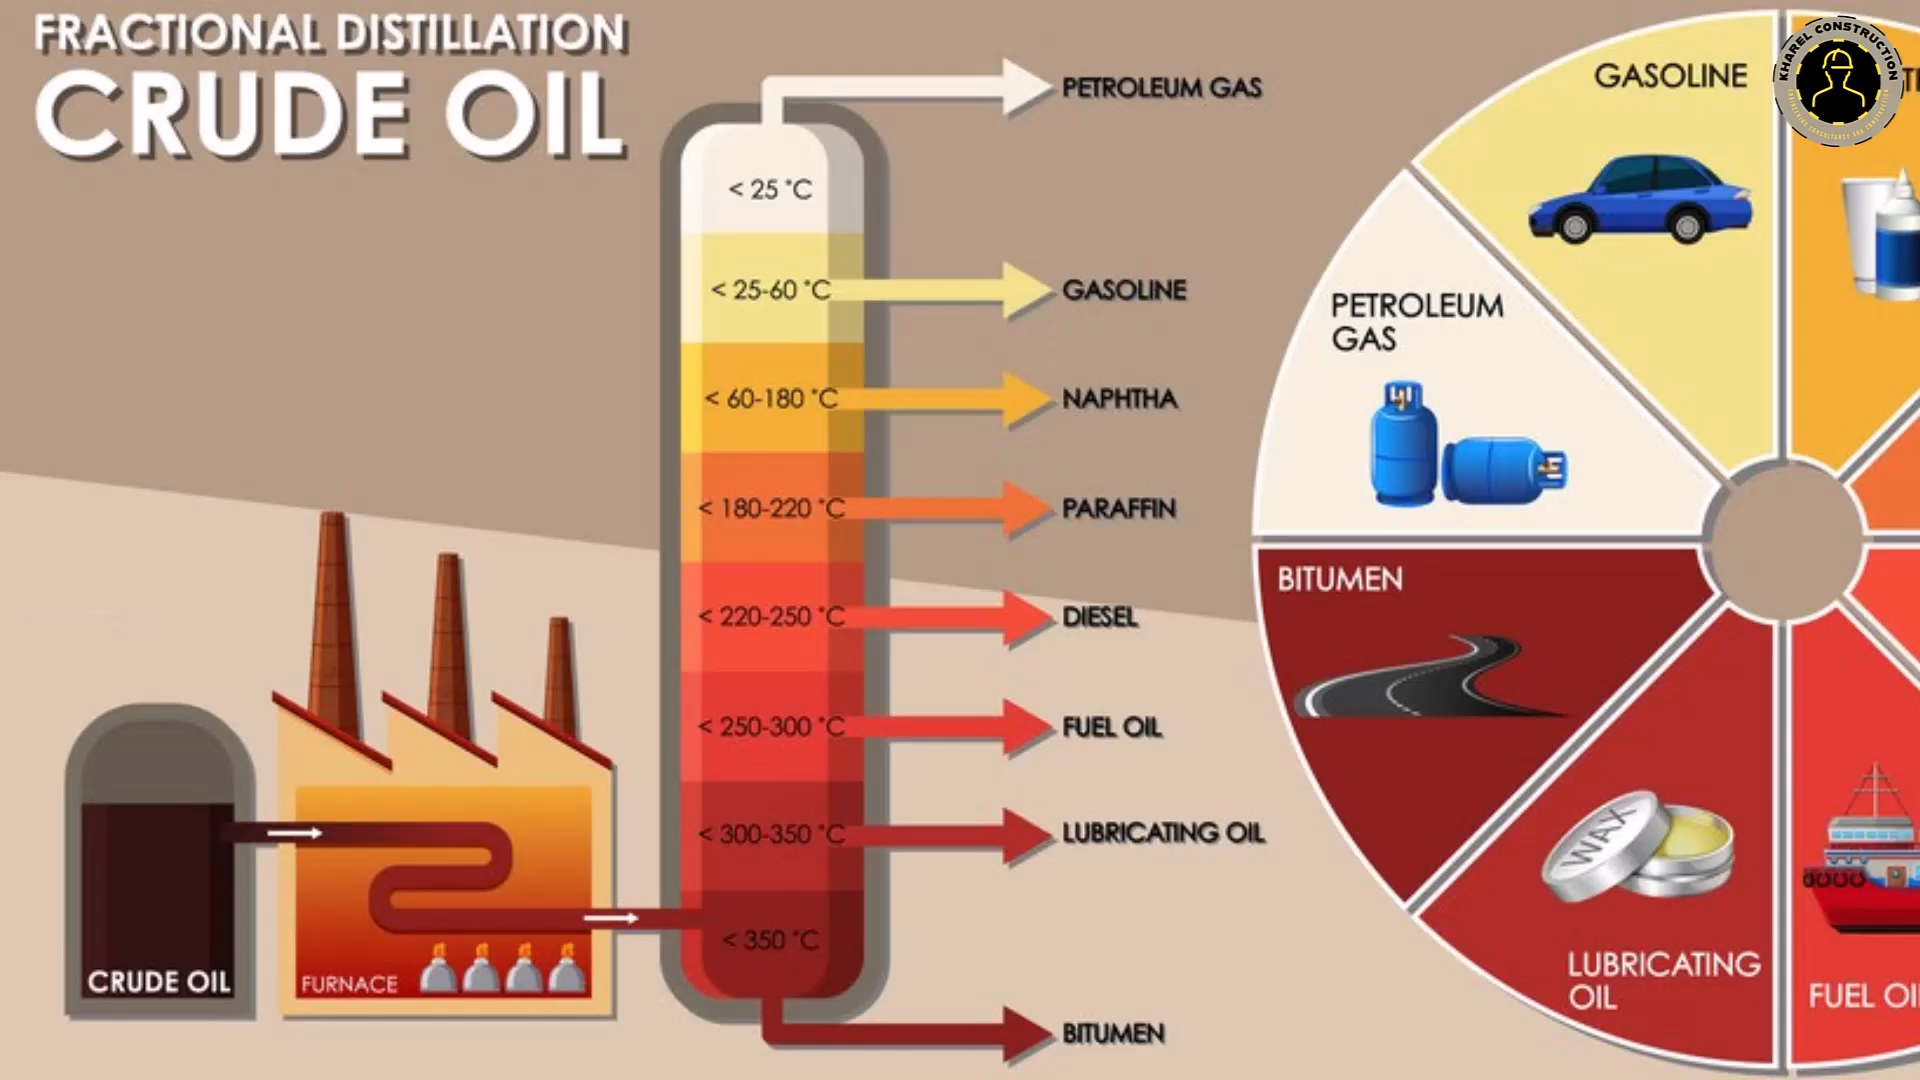 FRACTIONAL DISTILLATION
CRUDE OIL
PETROLEUM GAS
< 25 °C
< 25-60 °C
GASOLINE
< 60-180 °C
NAPHTHA
< 180-220 °C
PARAFFIN
< 220-250 °C
DIESEL
< 250-300 °C
FUEL OIL
< 300-350 °C
LUBRICATING OIL
< 350 °C
BITUMEN
CRUDE OIL
FURNACE
GASOLINE
PETROLEUM
GAS
BITUMEN
WAX
LUBRICATING
OIL
FUEL OI
KHAREL CONSTRUCTION